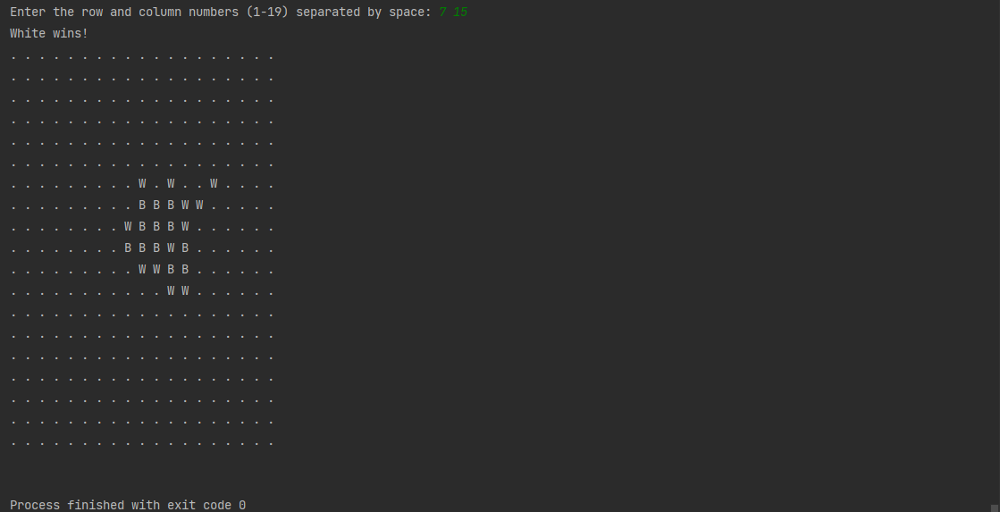 Enter the row and column numbers (1-19) separated by space: 7 15
White wins!
. . . . . . . . . . . . . . . . . . .
. . . . . . . . . . . . . . . . . . .
. . . . . . . . . . . . . . . . . . .
. . . . . . . . . . . . . . . . . . .
. . . . . . . . . . . . . . . . . . .
. . . . . . . . . . . . . . . . . . .
. . . . . . . . . W . W . . W . . . .
. . . . . . . . . B B B W W . . . . .
. . . . . . . . W B B B W . . . . . .
. . . . . . . . B B B W B . . . . . .
. . . . . . . . . W W B B . . . . . .
. . . . . . . . . . . W W . . . . . .
. . . . . . . . . . . . . . . . . . .
. . . . . . . . . . . . . . . . . . .
. . . . . . . . . . . . . . . . . . .
. . . . . . . . . . . . . . . . . . .
. . . . . . . . . . . . . . . . . . .
. . . . . . . . . . . . . . . . . . .
. . . . . . . . . . . . . . . . . . .
Process finished with exit code 0